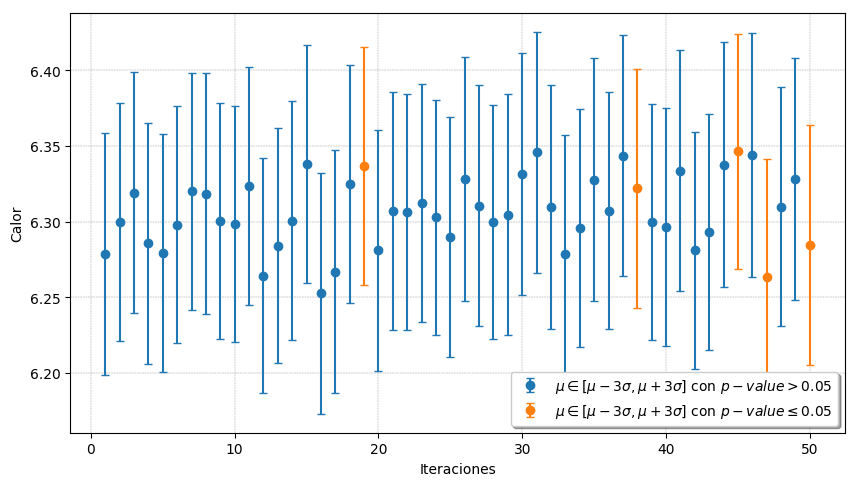 6.40
6.35
6.30
6.25
6.20
Calor
μ ∈ [μ − 3σ, μ + 3σ] con p − value > 0.05
μ ∈ [μ − 3σ, μ + 3σ] con p − value ≤ 0.05
0 10 20 30 40 50
Iteraciones